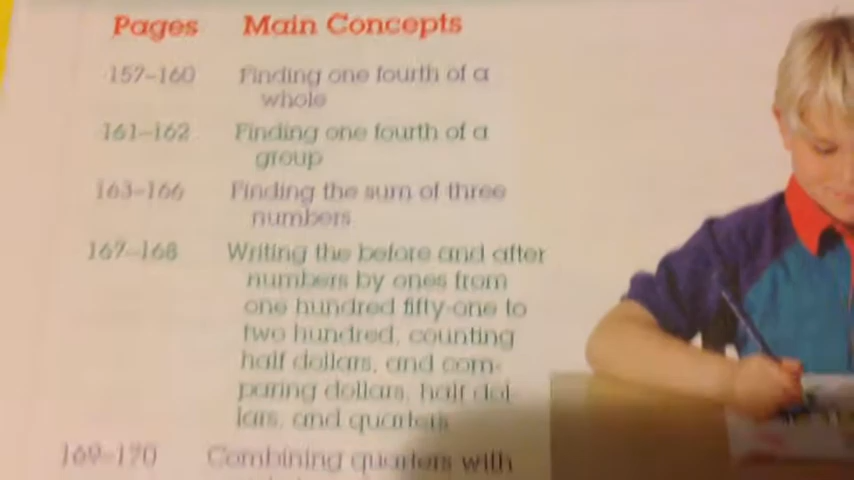 Pages Main Concepts
157–160 Finding one fourth of a
whole
161–162 Finding one fourth of a
group
163–166 Finding the sum of three
numbers
167–168 Writing the before and after
numbers by ones from
one hundred fifty-one to
two hundred, counting
half dollars, and com-
paring dollars, half dol-
lars, and quarters
169–170 Combining quarters with